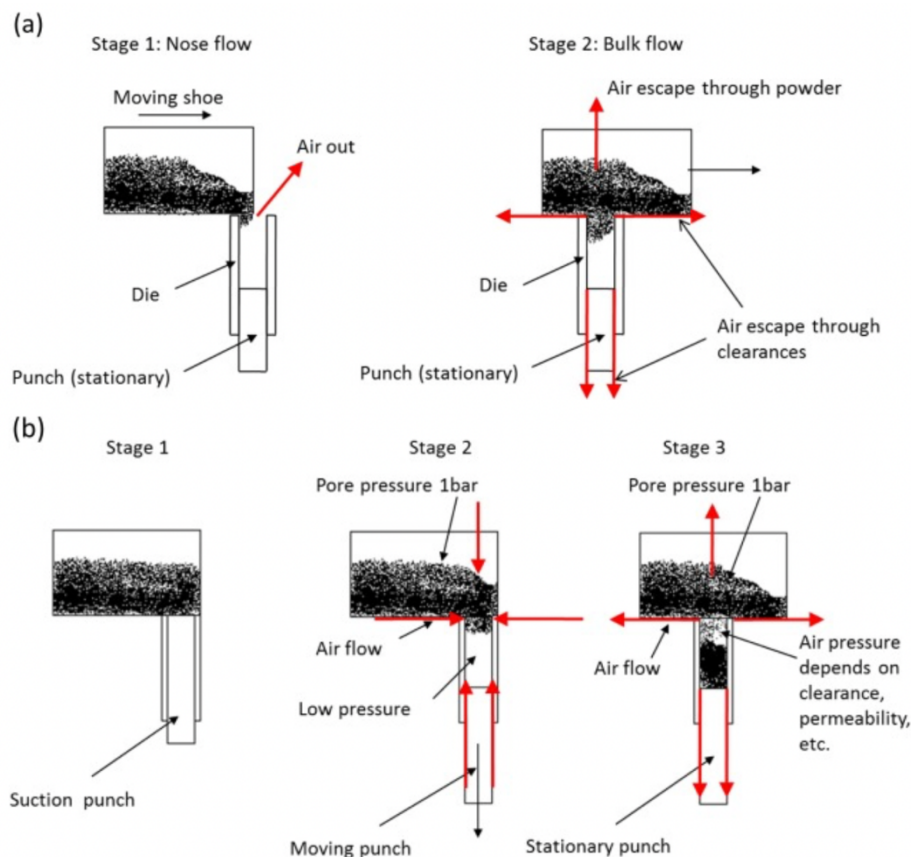 (a)
Stage 1: Nose flow
Stage 2: Bulk flow
Moving shoe
Air out
Air escape through powder
Die
Die
Punch (stationary)
Punch (stationary)
Air escape through
clearances
(b)
Stage 1
Stage 2
Stage 3
Pore pressure 1bar
Pore pressure 1bar
Air flow
Low pressure
Air flow
Air pressure
depends on
clearance,
permeability,
etc.
Suction punch
Moving punch
Stationary punch